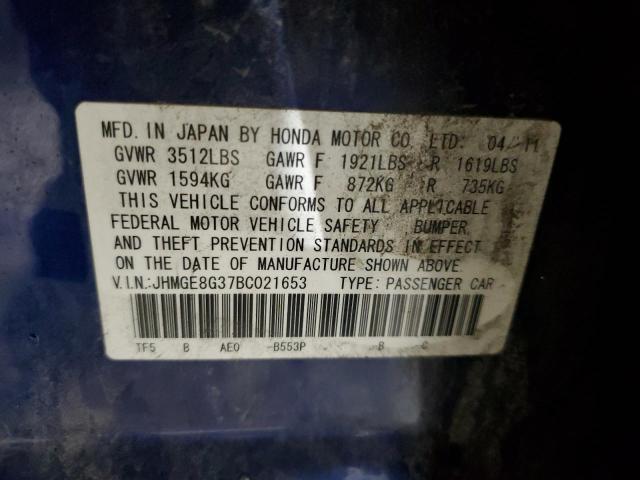 MFD. IN JAPAN BY HONDA MOTOR CO. LTD. 04/11
GVWR 3512LBS GAWR F 1921LBS R 1619LBS
GVWR 1594KG GAWR F 872KG R 735KG
THIS VEHICLE CONFORMS TO ALL APPLICABLE
FEDERAL MOTOR VEHICLE SAFETY BUMPER,
AND THEFT PREVENTION STANDARDS IN EFFECT
ON THE DATE OF MANUFACTURE SHOWN ABOVE.
V.I.N.:JHMGE8G37BC021653 TYPE: PASSENGER CAR
TF5 B AE0 -B553P B C